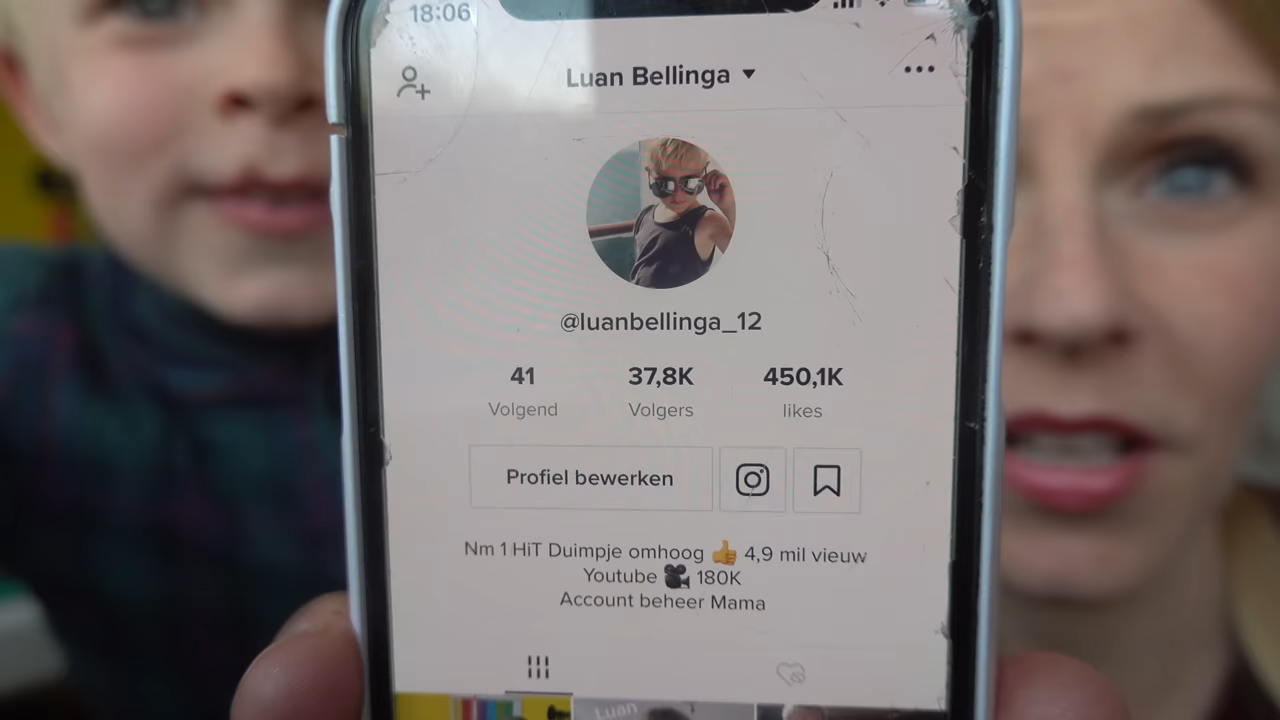 18:06
Luan Bellinga
@luanbellinga_12
41 37,8K 450,1K
Volgend Volgers likes
Profiel bewerken
Nm 1 HiT Duimpje omhoog 👍 4,9 mil vieuw
Youtube 🎥 180K
Account beheer Mama
Luan